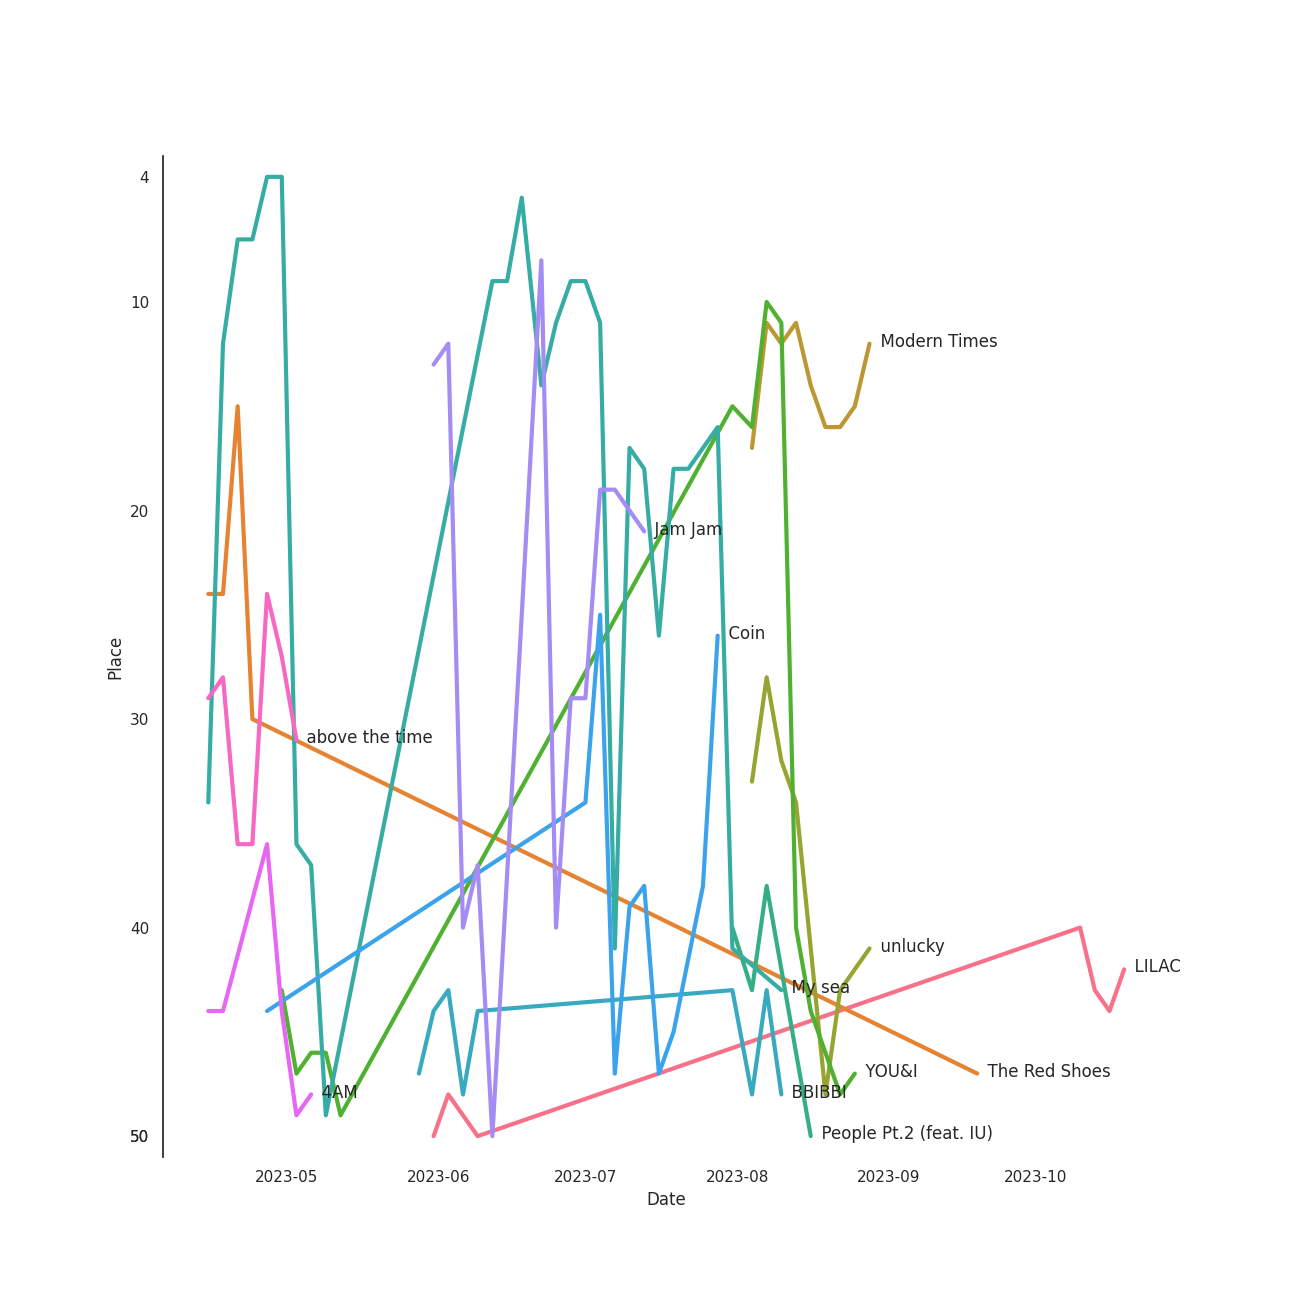 4
10
Modern Times
20
Jam Jam
Coin
30
above the time
Place
40
unlucky
LILAC
My sea
YOU&I
The Red Shoes
4AM
BBIBBI
People Pt.2 (feat. IU)
50
2023-05
2023-06
2023-07
2023-08
2023-09
2023-10
Date